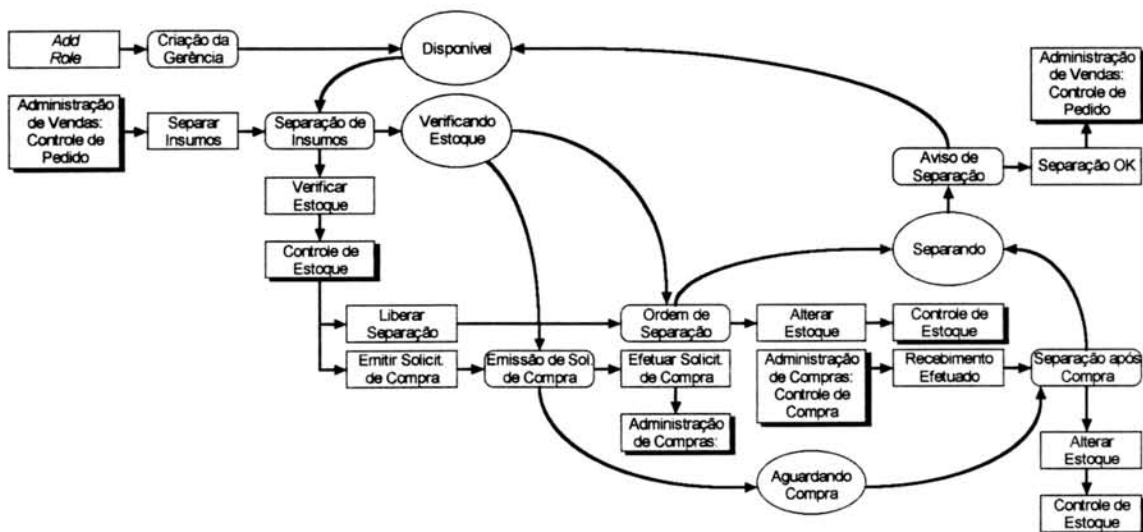 Add
Role
Criação da
Gerência
Disponível
Administração
de Vendas:
Controle de
Pedido
Administração
de Vendas:
Controle de
Pedido
Separar
Insumos
Separação de
Insumos
Verificando
Estoque
Aviso de
Separação
Separação OK
Verificar
Estoque
Separando
Controle de
Estoque
Liberar
Separação
Ordem de
Separação
Alterar
Estoque
Controle de
Estoque
Emitir Solicit.
de Compra
Emissão de Sol.
de Compra
Efetuar Solicit.
de Compra
Administração
de Compras:
Controle de
Compra
Recebimento
Efetuado
Separação após
Compra
Administração
de Compras:
Aguardando
Compra
Alterar
Estoque
Controle de
Estoque